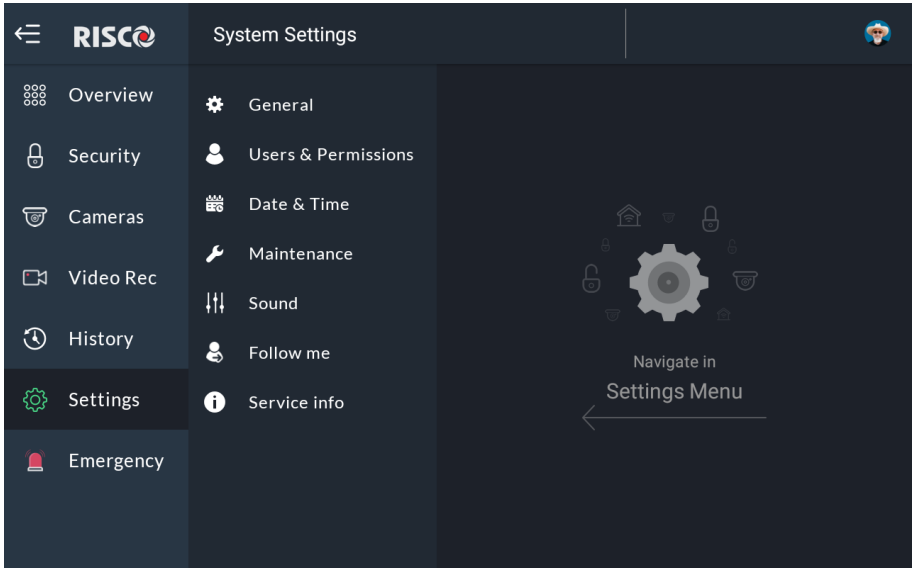 RISCO
System Settings
Overview
Security
Cameras
Video Rec
History
Settings
Emergency
General
Users & Permissions
Date & Time
Maintenance
Sound
Follow me
Service info
Navigate in
Settings Menu